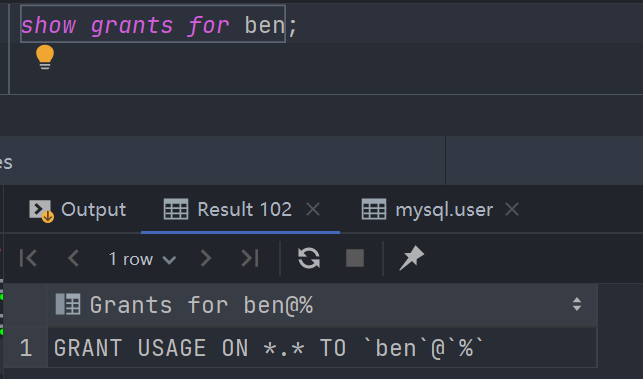 show grants for ben;
es
Output
Result 102
mysql.user
1 row
Grants for ben@%
1 GRANT USAGE ON *.* TO `ben`@`%`